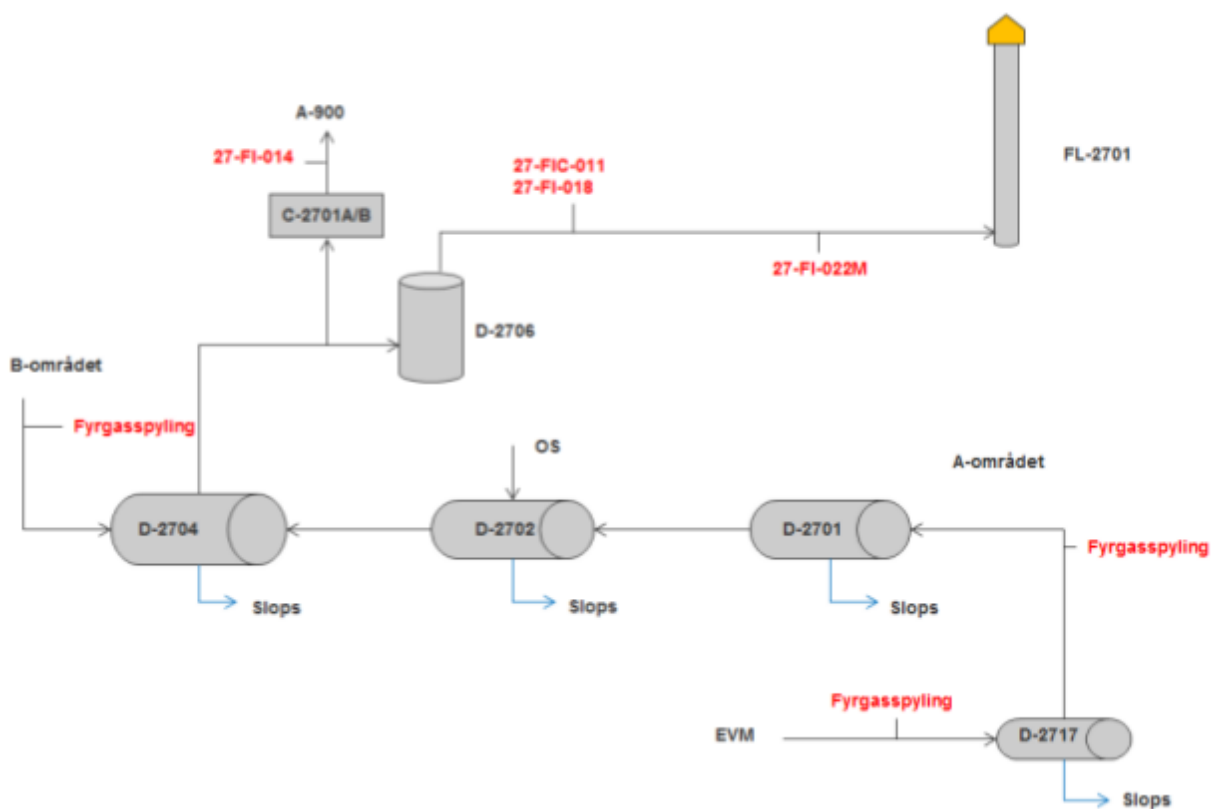 A-900
27-FI-014
27-FIC-011
27-FI-018
FL-2701
C-2701A/B
27-FI-022M
D-2706
B-området
Fyrgasspyling
OS
A-området
D-2704
D-2702
D-2701
Fyrgasspyling
Slops
Slops
Slops
Fyrgasspyling
EVM
D-2717
Slops